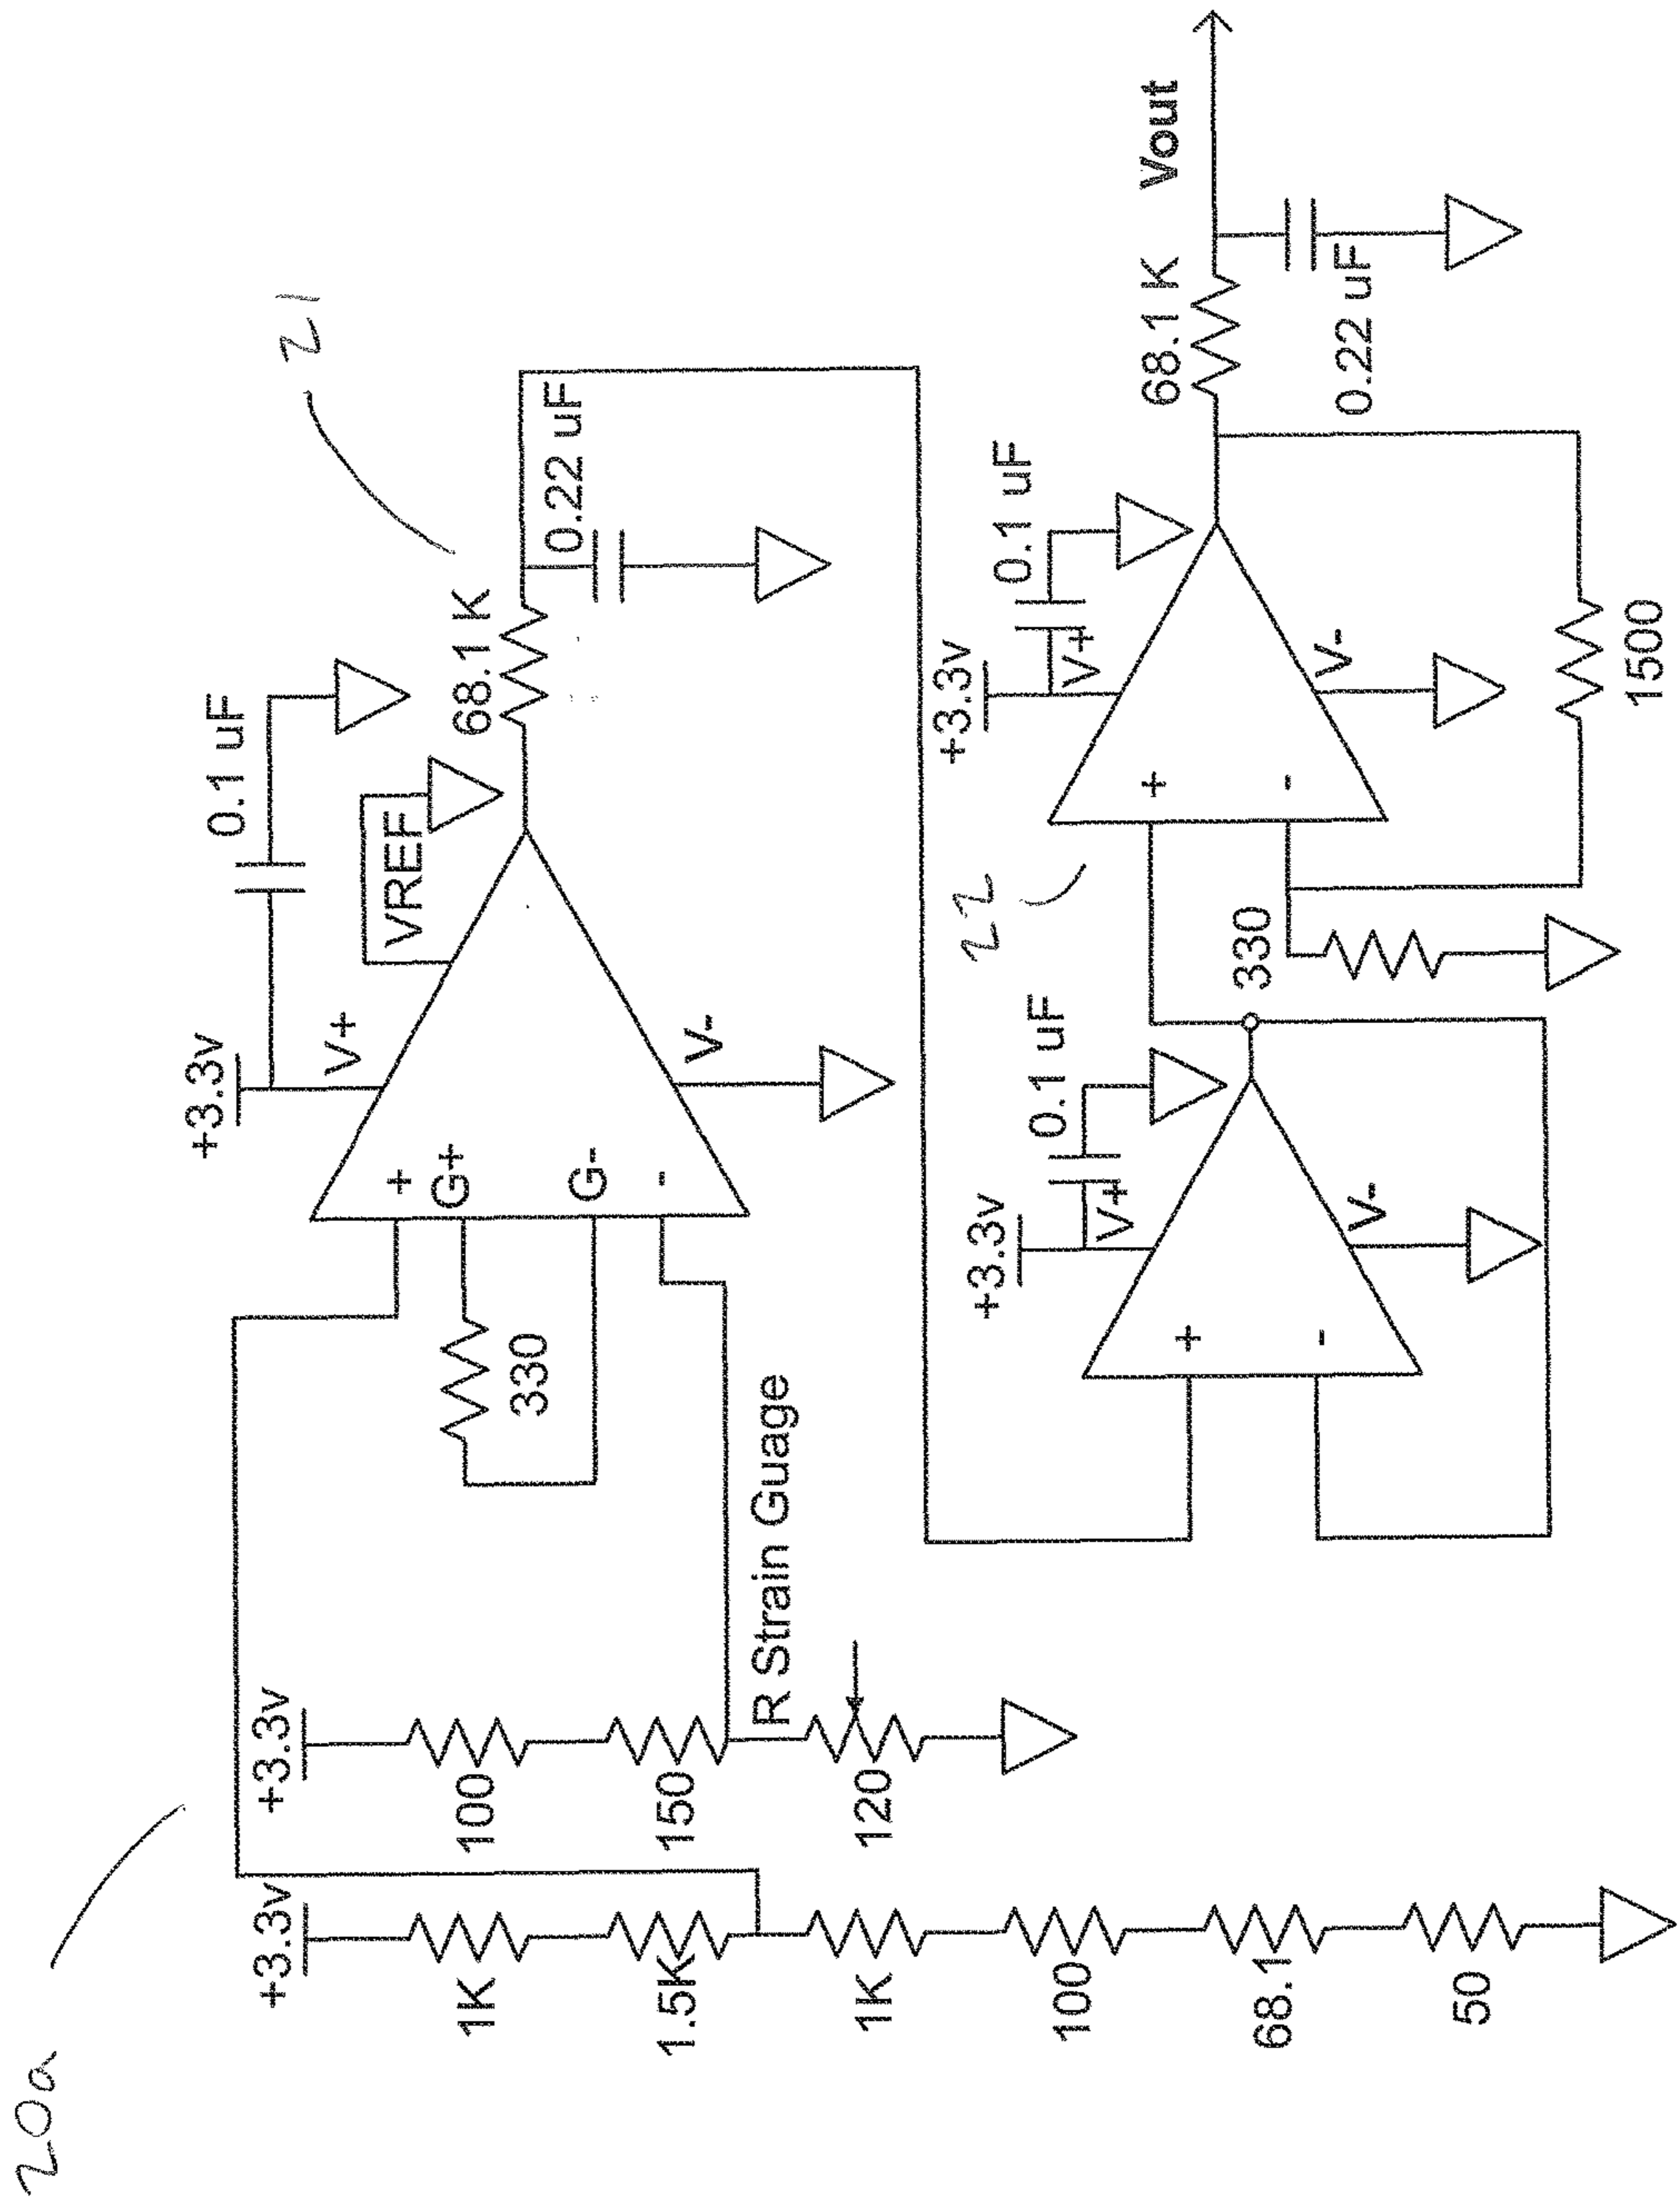 20a
21
22
+3.3v
1K
1.5K
1K
100
68.1
50
+3.3v
100
150
120
R Strain Guage
330
+
G+
G-
-
+3.3v
V+
V-
VREF
0.1 uF
68.1 K
0.22 uF
+3.3v
V+
0.1 uF
+
-
V-
330
+3.3v
V+
0.1 uF
+
-
V-
1500
68.1 K
0.22 uF
Vout